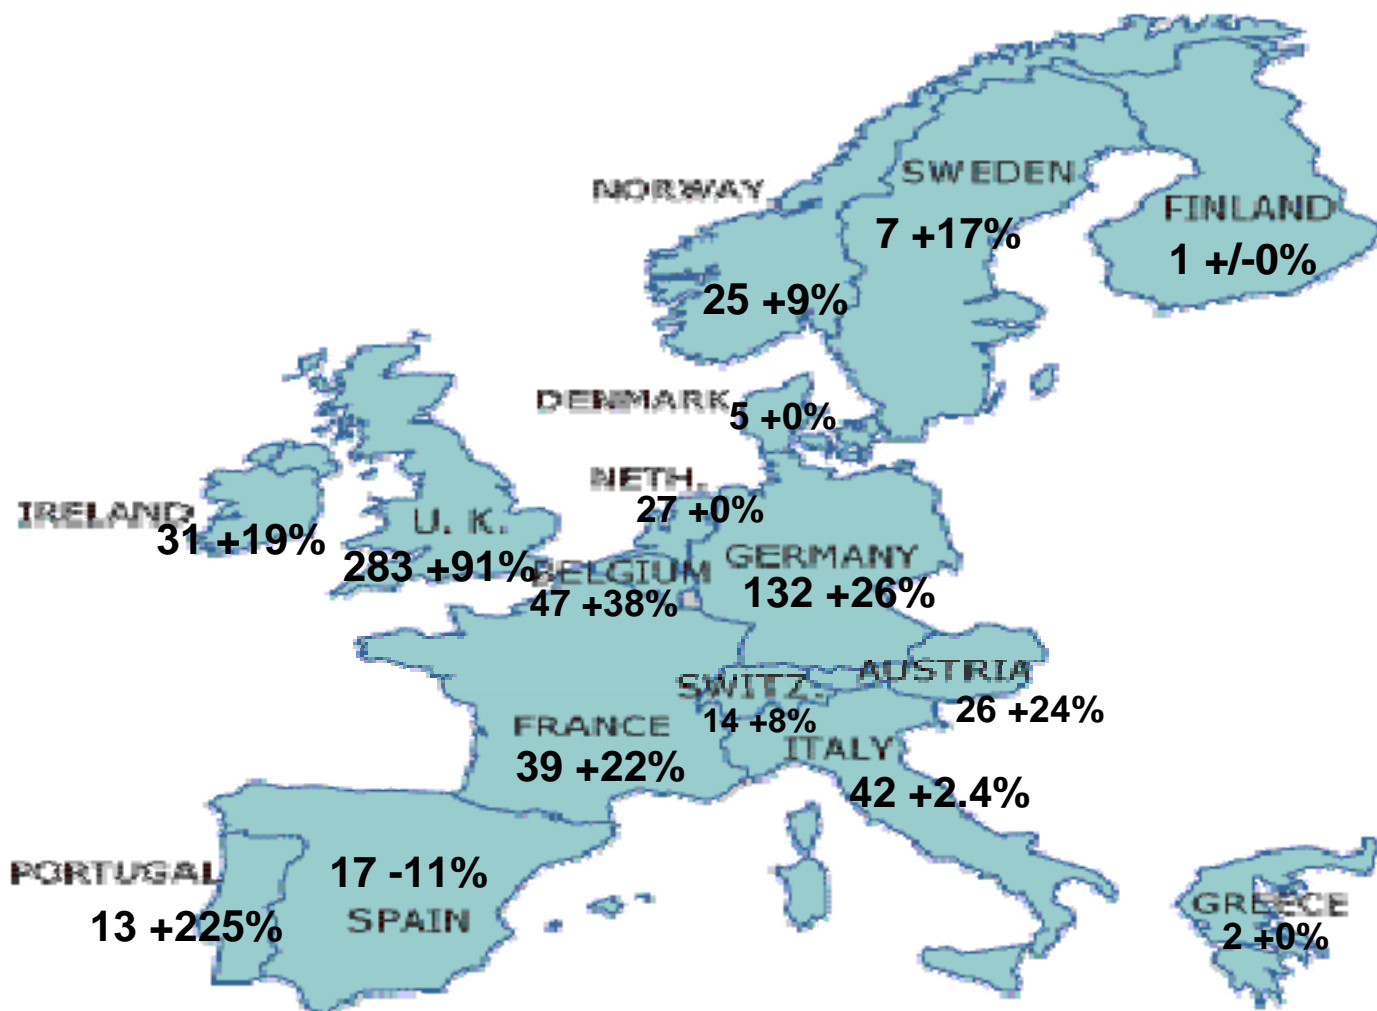 SWEDEN
7 +17%
NORWAY
25 +9%
FINLAND
1 +/-0%
DENMARK
5 +0%
NETH.
27 +0%
IRELAND
31 +19%
U. K.
283 +91%
BELGIUM
47 +38%
GERMANY
132 +26%
AUSTRIA
26 +24%
SWITZ.
14 +8%
FRANCE
39 +22%
ITALY
42 +2.4%
PORTUGAL
13 +225%
17 -11%
SPAIN
GREECE
2 +0%